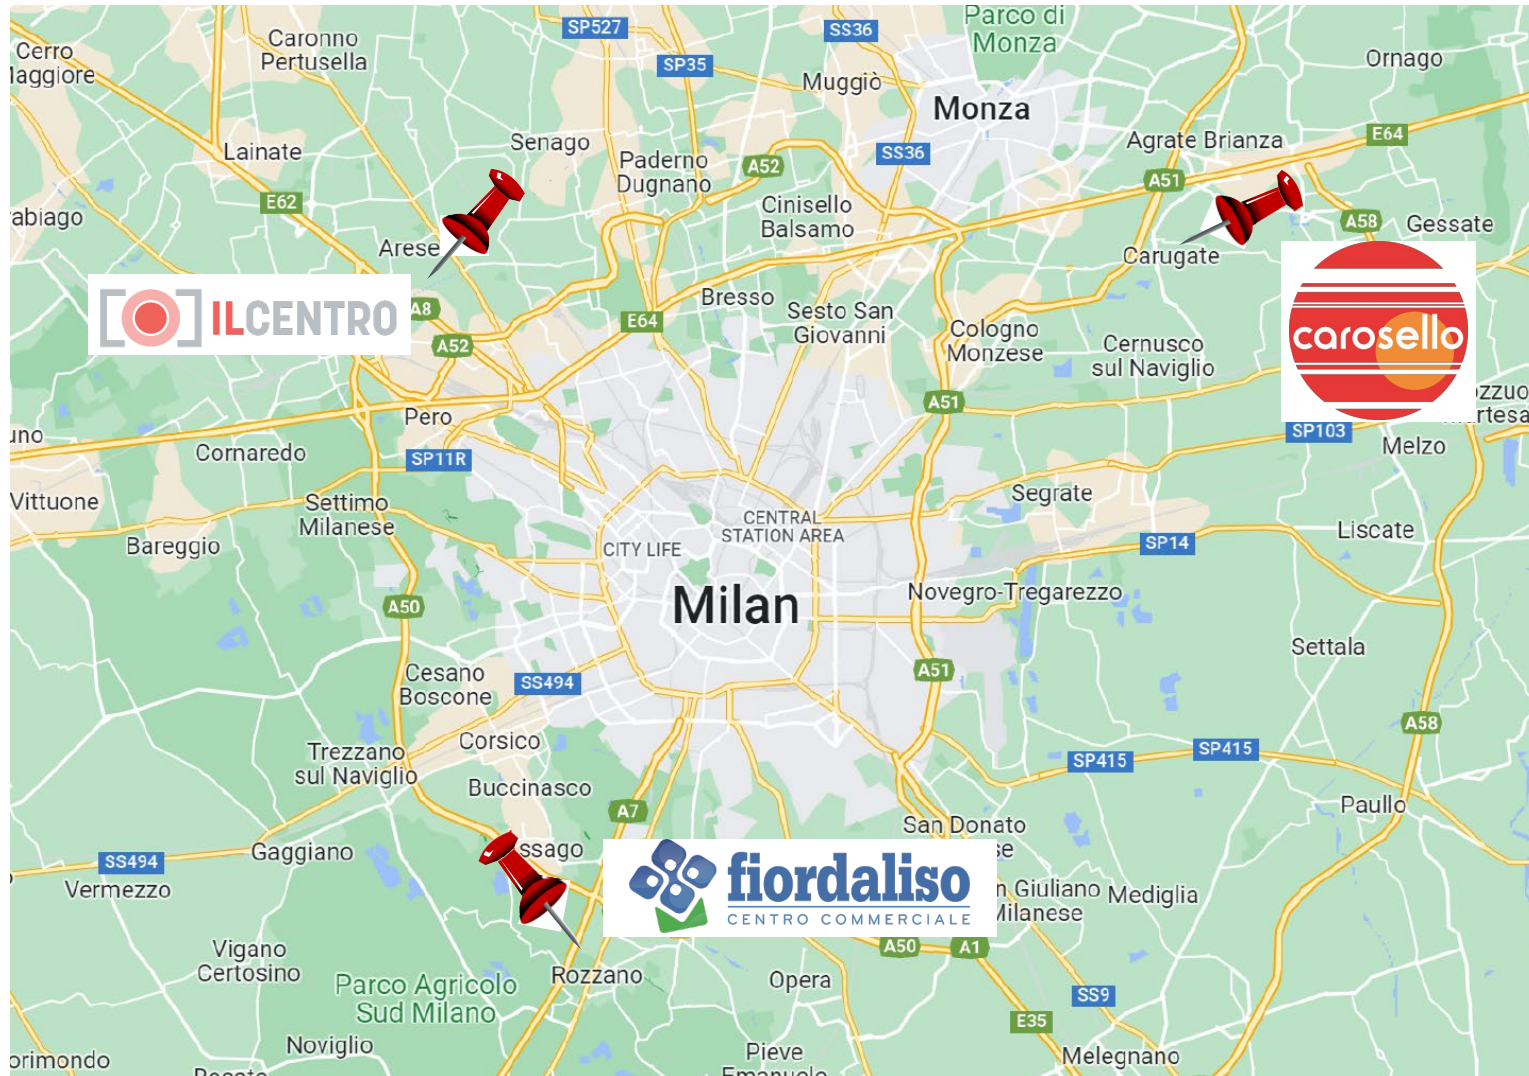 Parco di
Monza
SP527
SS36
Cerro
Maggiore
Caronno
Pertusella
SP35
Ornago
Muggiò
Monza
E64
Agrate Brianza
Senago
Lainate
Paderno
Dugnano
A52
SS36
A51
E62
Cinisello
Balsamo
A58
Gessate
Arese
Carugate
ILCENTRO
A8
Bresso
Sesto San
Giovanni
E64
A52
Cologno
Monzese
Cernusco
sul Naviglio
carosello
A51
Pero
SP103
Melzo
Cornaredo
SP11R
Vittuone
Settimo
Milanese
Segrate
CENTRAL
STATION AREA
Liscate
Bareggio
CITY LIFE
SP14
Milan
Novegro-Tregarezzo
A50
Settala
Cesano
Boscone
SS494
A51
A58
Corsico
Trezzano
sul Naviglio
SP415
SP415
Buccinasco
Paullo
A7
San Donato
ssago
Gaggiano
SS494
Vermezzo
fiordaliso
CENTRO COMMERCIALE
n Giuliano
Milanese
Mediglia
A50
A1
Vigano
Certosino
Parco Agricolo
Sud Milano
Rozzano
Opera
SS9
E35
Noviglio
Pieve
Emanuele
Melegnano